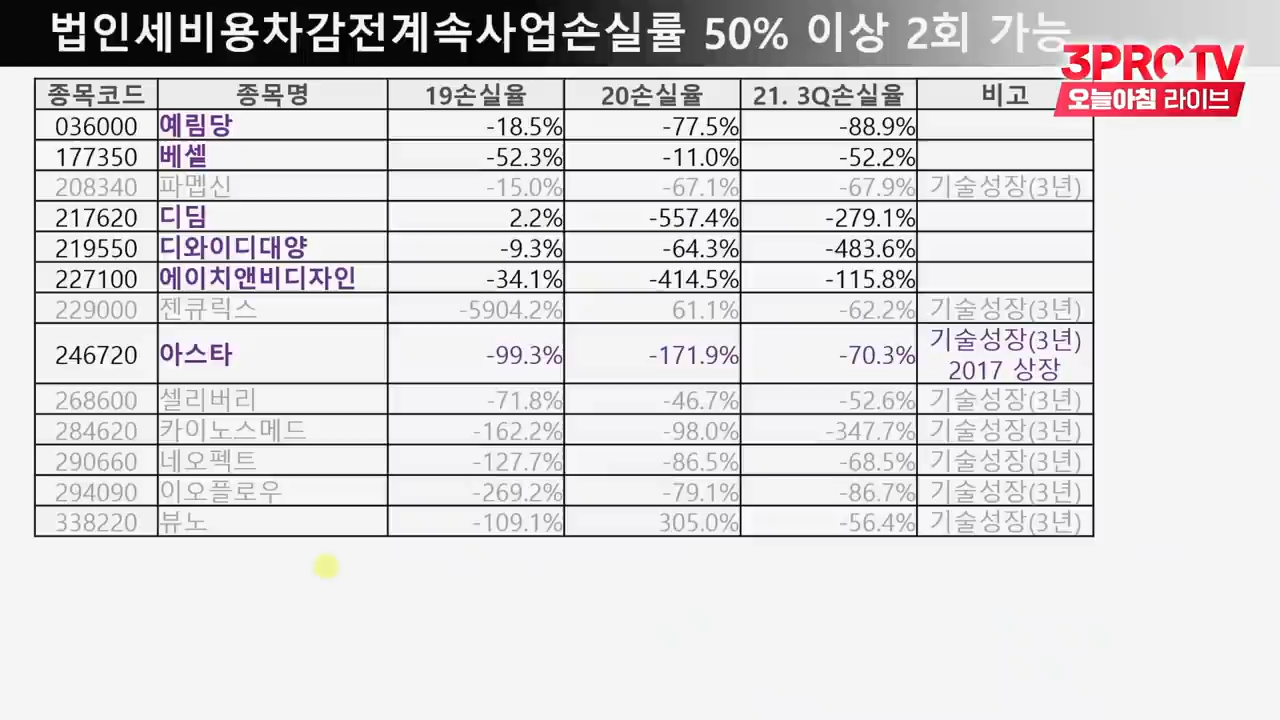 법인세비용차감전계속사업손실률 50% 이상 2회 가능
3PRO TV
오늘아침 라이브
종목코드 종목명 19손실율 20손실율 21. 3Q손실율 비고
036000 예림당 -18.5% -77.5% -88.9%
177350 베셀 -52.3% -11.0% -52.2%
208340 파멥신 -15.0% -67.1% -67.9% 기술성장(3년)
217620 디딤 2.2% -557.4% -279.1%
219550 디와이디대양 -9.3% -64.3% -483.6%
227100 에이치앤비디자인 -34.1% -414.5% -115.8%
229000 젠큐릭스 -5904.2% 61.1% -62.2% 기술성장(3년)
246720 아스타 -99.3% -171.9% -70.3% 기술성장(3년)
2017 상장
268600 셀리버리 -71.8% -46.7% -52.6% 기술성장(3년)
284620 카이노스메드 -162.2% -98.0% -347.7% 기술성장(3년)
290660 네오펙트 -127.7% -86.5% -68.5% 기술성장(3년)
294090 이오플로우 -269.2% -79.1% -86.7% 기술성장(3년)
338220 뷰노 -109.1% 305.0% -56.4% 기술성장(3년)